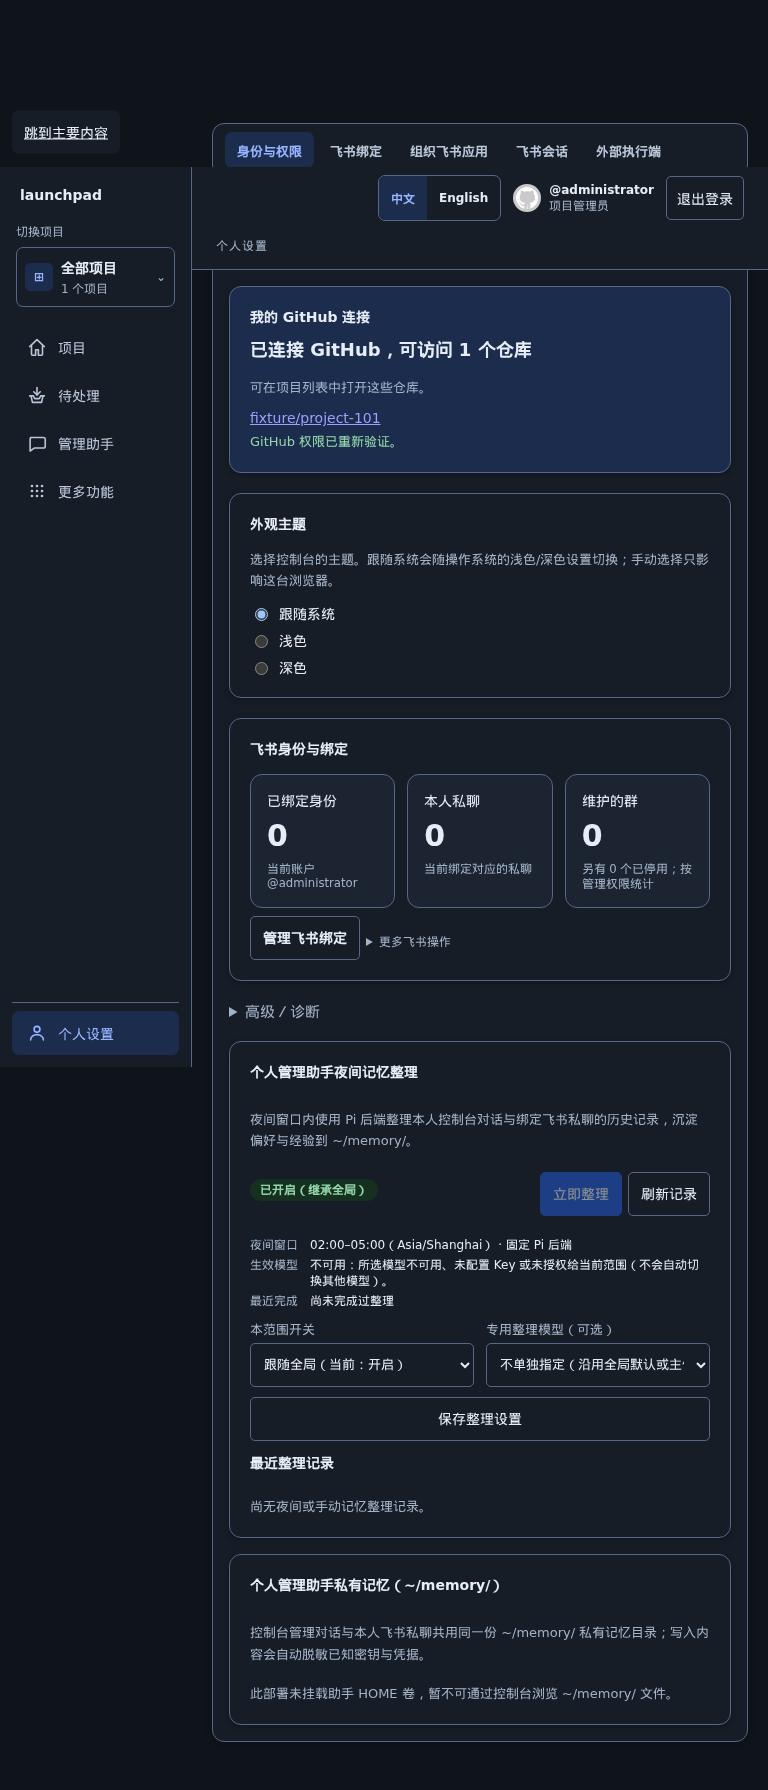 跳到主要内容
身份与权限
飞书绑定
组织飞书应用
飞书会话
外部执行端
launchpad
切换项目
全部项目
1 个项目
项目
待处理
管理助手
更多功能
个人设置
中文
English
@administrator
项目管理员
退出登录
个人设置
我的 GitHub 连接
已连接 GitHub，可访问 1 个仓库
可在项目列表中打开这些仓库。
fixture/project-101
GitHub 权限已重新验证。
外观主题
选择控制台的主题。跟随系统会随操作系统的浅色/深色设置切换；手动选择只影
响这台浏览器。
跟随系统
浅色
深色
飞书身份与绑定
已绑定身份
0
当前账户
@administrator
本人私聊
0
当前绑定对应的私聊
维护的群
0
另有 0 个已停用；按
管理权限统计
管理飞书绑定
更多飞书操作
高级 / 诊断
个人管理助手夜间记忆整理
夜间窗口内使用 Pi 后端整理本人控制台对话与绑定飞书私聊的历史记录，沉淀
偏好与经验到 ~/memory/。
已开启（继承全局）
立即整理
刷新记录
夜间窗口 02:00–05:00（Asia/Shanghai） · 固定 Pi 后端
生效模型 不可用：所选模型不可用、未配置 Key 或未授权给当前范围（不会自动切
换其他模型）。
最近完成 尚未完成过整理
本范围开关
跟随全局（当前：开启）
专用整理模型（可选）
不单独指定（沿用全局默认或主
保存整理设置
最近整理记录
尚无夜间或手动记忆整理记录。
个人管理助手私有记忆（~/memory/）
控制台管理对话与本人飞书私聊共用同一份 ~/memory/ 私有记忆目录；写入内
容会自动脱敏已知密钥与凭据。
此部署未挂载助手 HOME 卷，暂不可通过控制台浏览 ~/memory/ 文件。